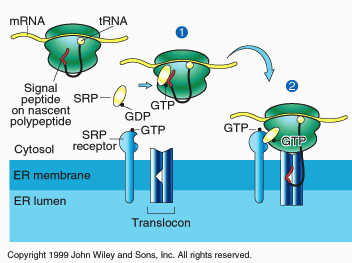 mRNA
tRNA
1
Signal
peptide
on nascent
polypeptide
SRP
GDP
GTP
2
SRP
receptor
GTP
GTP
GTP
Cytosol
ER membrane
ER lumen
Translocon
Copyright 1999 John Wiley and Sons, Inc. All rights reserved.